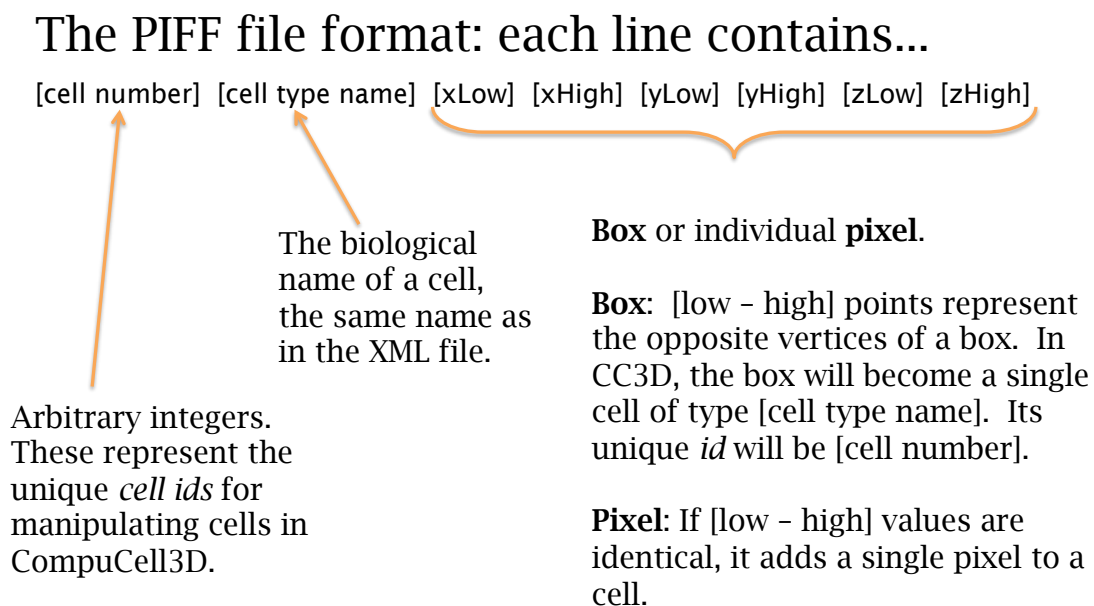 The PIFF file format: each line contains...
[cell number] [cell type name] [xLow] [xHigh] [yLow] [yHigh] [zLow] [zHigh]
The biological
name of a cell,
the same name as
in the XML file.
Arbitrary integers.
These represent the
unique cell ids for
manipulating cells in
CompuCell3D.
Box or individual pixel.
Box: [low – high] points represent
the opposite vertices of a box. In
CC3D, the box will become a single
cell of type [cell type name]. Its
unique id will be [cell number].
Pixel: If [low – high] values are
identical, it adds a single pixel to a
cell.